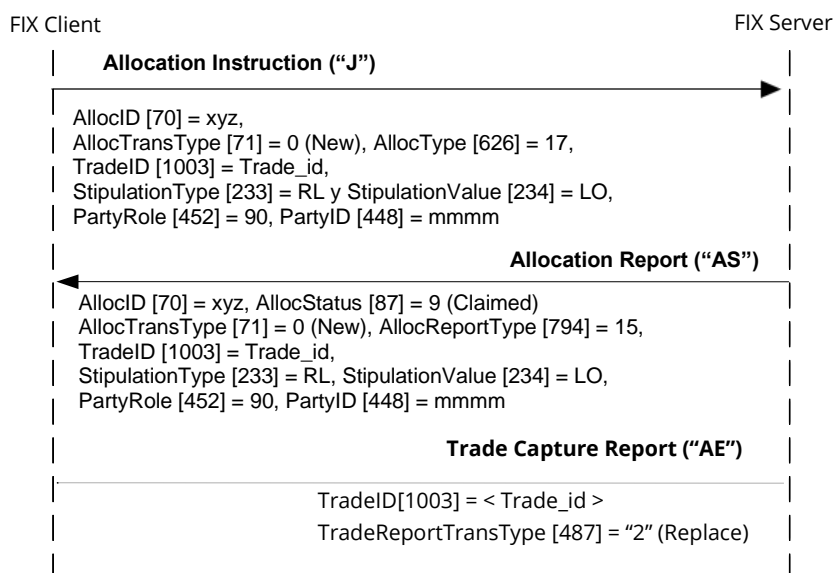 FIX Client
FIX Server
Allocation Instruction (“J”)
AllocID [70] = xyz,
AllocTransType [71] = 0 (New), AllocType [626] = 17,
TradeID [1003] = Trade_id,
StipulationType [233] = RL y StipulationValue [234] = LO,
PartyRole [452] = 90, PartyID [448] = mmmm
Allocation Report (“AS”)
AllocID [70] = xyz, AllocStatus [87] = 9 (Claimed)
AllocTransType [71] = 0 (New), AllocReportType [794] = 15,
TradeID [1003] = Trade_id,
StipulationType [233] = RL, StipulationValue [234] = LO,
PartyRole [452] = 90, PartyID [448] = mmmm
Trade Capture Report (“AE”)
TradeID[1003] = < Trade_id >
TradeReportTransType [487] = “2” (Replace)